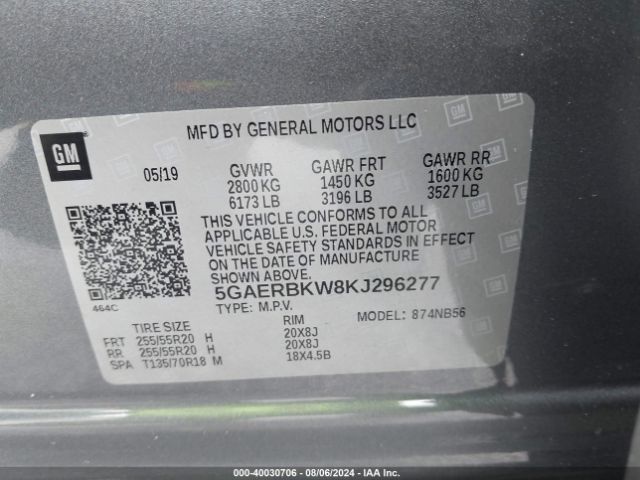 GM
MFD BY GENERAL MOTORS LLC
05/19
GVWR GAWR FRT GAWR RR
2800 KG 1450 KG 1600 KG
6173 LB 3196 LB 3527 LB
THIS VEHICLE CONFORMS TO ALL
APPLICABLE U.S. FEDERAL MOTOR
VEHICLE SAFETY STANDARDS IN EFFECT
ON THE DATE OF MANUFACTURE
SHOWN ABOVE.
464C
5GAERBKW8KJ296277
TYPE: M.P.V. MODEL: 874NB56
TIRE SIZE RIM
FRT 255/55R20 H 20X8J
RR 255/55R20 H 20X8J
SPA T135/70R18 M 18X4.5B
000-40030706 - 08/06/2024 - IAA Inc.